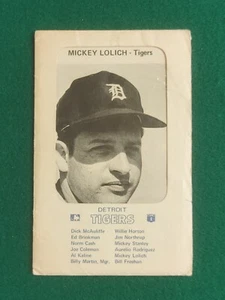 MICKEY LOLICH - Tigers
D
DETROIT
TIGERS
Dick McAuliffe Willie Horton
Ed Brinkman Jim Northrup
Norm Cash Mickey Stanley
Joe Coleman Aurelio Rodriguez
Al Kaline Mickey Lolich
Billy Martin, Mgr. Bill Freehan